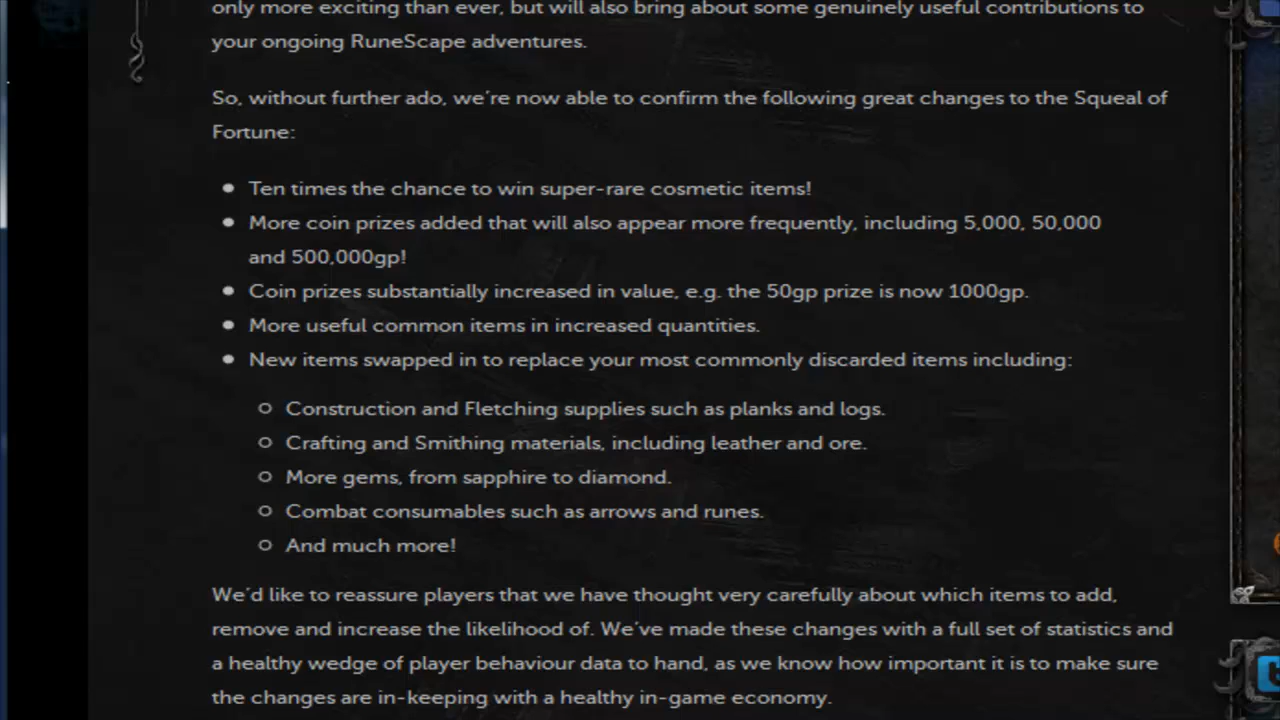 only more exciting than ever, but will also bring about some genuinely useful contributions to
your ongoing RuneScape adventures.
So, without further ado, we're now able to confirm the following great changes to the Squeal of
Fortune:
Ten times the chance to win super-rare cosmetic items!
More coin prizes added that will also appear more frequently, including 5,000, 50,000
and 500,000gp!
Coin prizes substantially increased in value, e.g. the 50gp prize is now 1000gp.
More useful common items in increased quantities.
New items swapped in to replace your most commonly discarded items including:
Construction and Fletching supplies such as planks and logs.
Crafting and Smithing materials, including leather and ore.
More gems, from sapphire to diamond.
Combat consumables such as arrows and runes.
And much more!
We'd like to reassure players that we have thought very carefully about which items to add,
remove and increase the likelihood of. We've made these changes with a full set of statistics and
a healthy wedge of player behaviour data to hand, as we know how important it is to make sure
the changes are in-keeping with a healthy in-game economy.